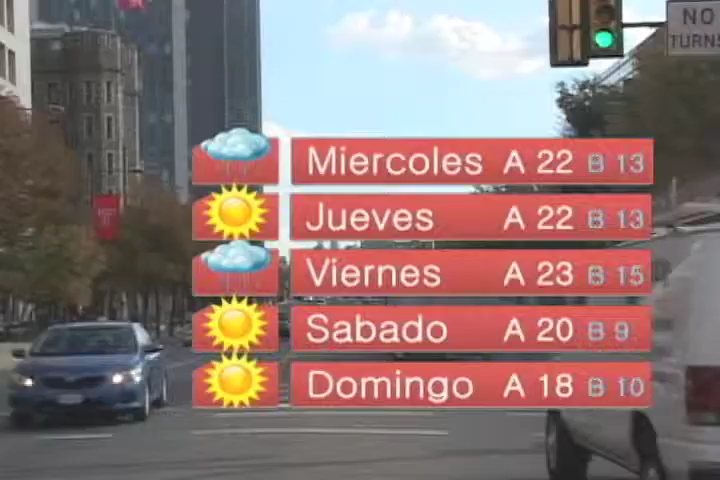 NO
TURNS
Miercoles A 22 B 13
Jueves A 22 B 13
Viernes A 23 B 15
Sabado A 20 B 9
Domingo A 18 B 10